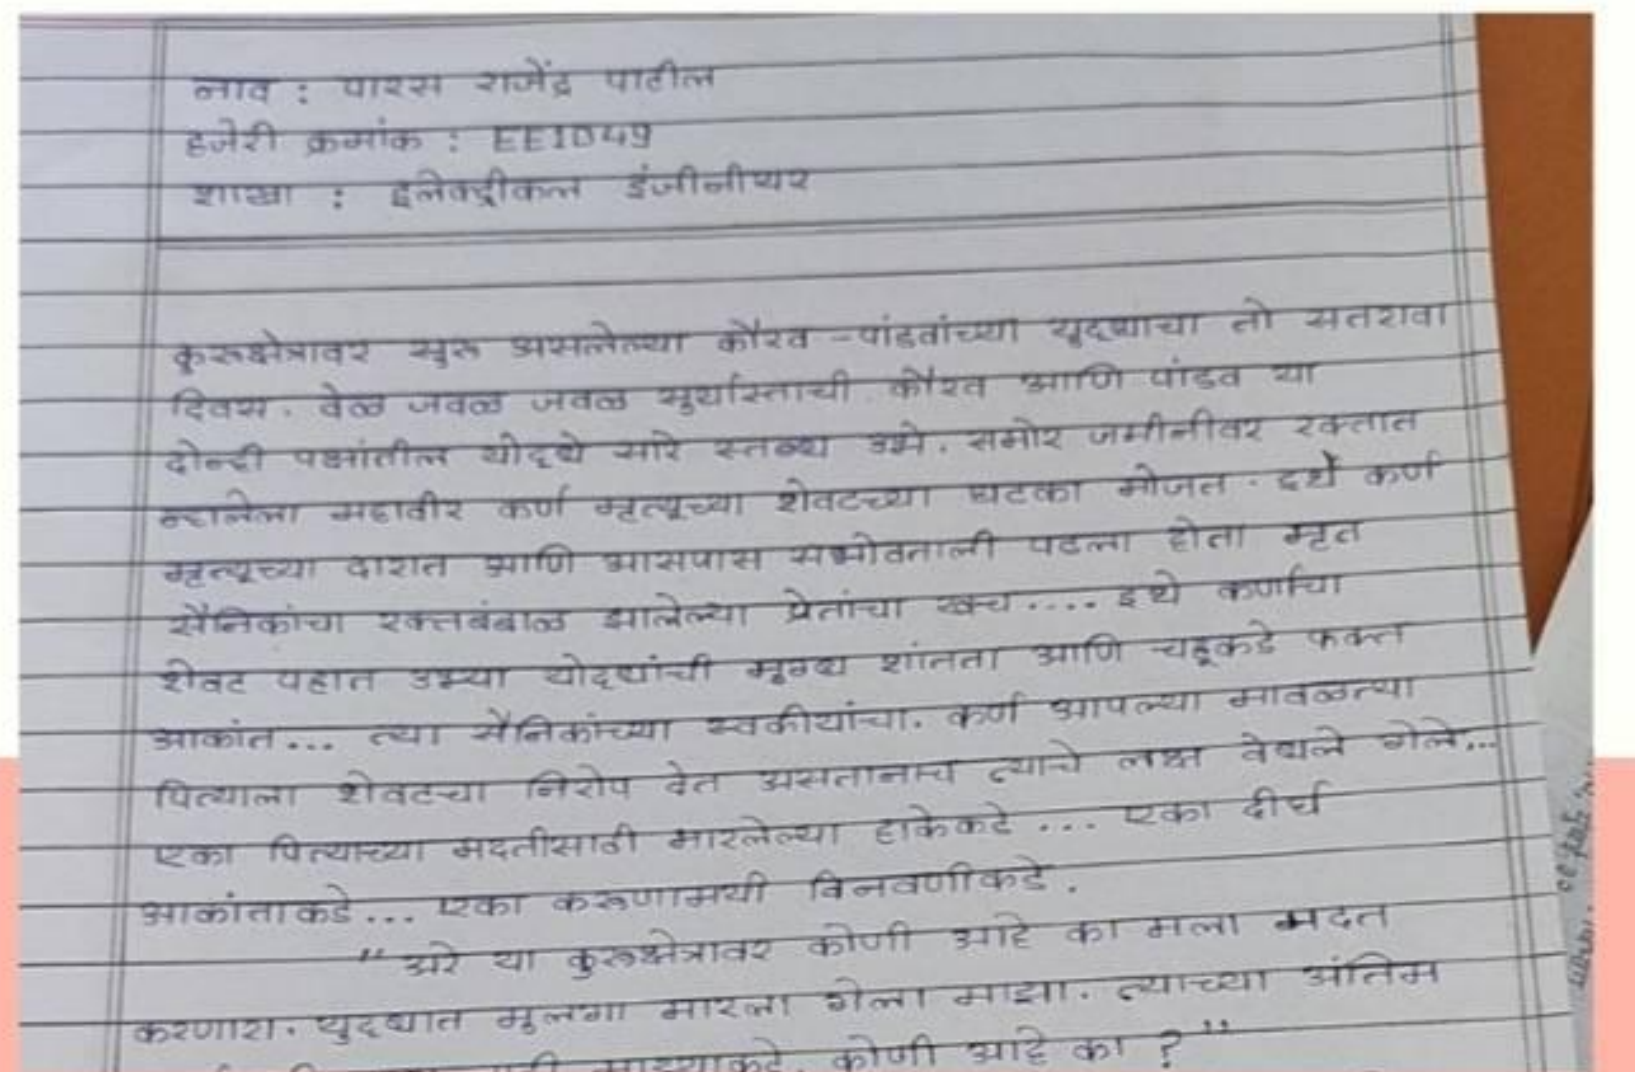 नाव : पारस राजेंद्र पाटील
हजेरी क्रमांक : EE1049
शाखा : इलेक्ट्रीकल इंजीनीयर
कुरूक्षेत्रावर सुरू असलेल्या कौरव - पांडवांच्या युद्धाचा तो सतरावा
दिवस. वेळ जवळ जवळ सुर्यास्ताची. कौरव आणि पांडव या
दोन्ही पक्षांतील योद्धे सारे स्तब्ध उभे. समोर जमीनीवर रक्तात
न्हालेला महावीर कर्ण मृत्यूच्या शेवटच्या घटका मोजत. इथे कर्ण
मृत्यूच्या दारात आणि आसपास सभोवताली पडला होता मृत
सैनिकांचा रक्तबंबाळ झालेल्या प्रेतांचा खच.... इथे कर्णाचा
शेवट पहात उभ्या योद्ध्यांची मुग्ध शांतता आणि चहूकडे फक्त
आकांत... त्या सैनिकांच्या स्वकीयांचा. कर्ण आपल्या मावळत्या
पित्याला शेवटचा निरोप देत असतानाच त्याचे लक्ष वेधले गेले...
एका पित्याच्या मदतीसाठी मारलेल्या हाकेकडे ... एका दीर्घ
आकांताकडे... एका करूणामयी विनवणीकडे.
"अरे या कुरूक्षेत्रावर कोणी आहे का मला मदत
करणारा. युद्धात मुलगा मारला गेला माझा. त्याच्या अंतिम
माझ्याकडे. कोणी आहे का ?"